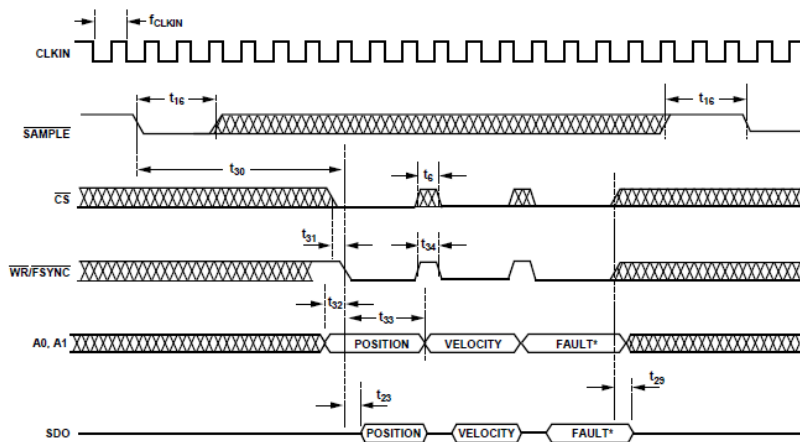 fCLKIN
CLKIN
t16 t16
SAMPLE
t30
t6
CS
t31 t34
WR/FSYNC
t32 t33
A0, A1 POSITION VELOCITY FAULT*
t23 t29
SDO POSITION VELOCITY FAULT*